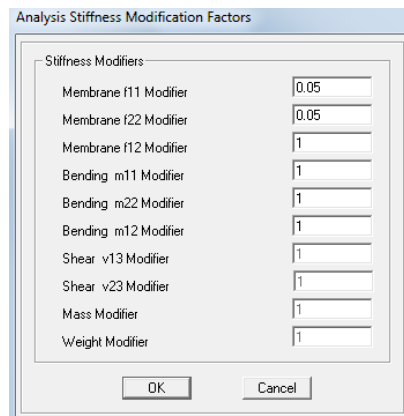 Analysis Stiffness Modification Factors
Stiffness Modifiers
Membrane f11 Modifier 0.05
Membrane f22 Modifier 0.05
Membrane f12 Modifier 1
Bending m11 Modifier 1
Bending m22 Modifier 1
Bending m12 Modifier 1
Shear v13 Modifier 1
Shear v23 Modifier 1
Mass Modifier 1
Weight Modifier 1
OK Cancel